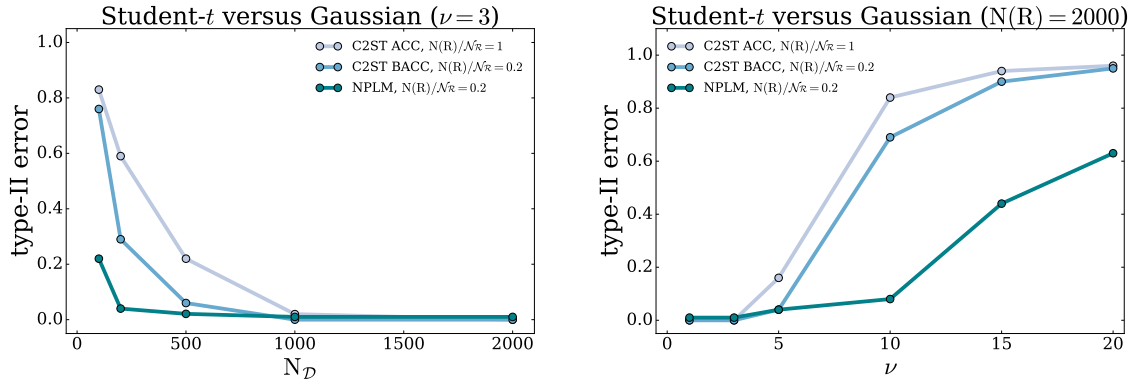 Student-t versus Gaussian (ν = 3)
1.0
0.8
0.6
0.4
0.2
0.0
type-II error
C2ST ACC, N(R)/𝒩ᵣ = 1
C2ST BACC, N(R)/𝒩ᵣ = 0.2
NPLM, N(R)/𝒩ᵣ = 0.2
0 500 1000 1500 2000
N_𝒟
Student-t versus Gaussian (N(R) = 2000)
1.0
0.8
0.6
0.4
0.2
0.0
type-II error
C2ST ACC, N(R)/𝒩ᵣ = 1
C2ST BACC, N(R)/𝒩ᵣ = 0.2
NPLM, N(R)/𝒩ᵣ = 0.2
0 5 10 15 20
ν